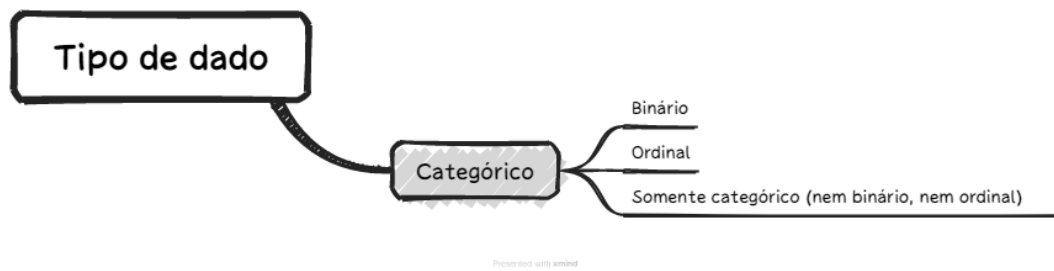 Tipo de dado
Categórico
Binário
Ordinal
Somente categórico (nem binário, nem ordinal)
Presented with xmind